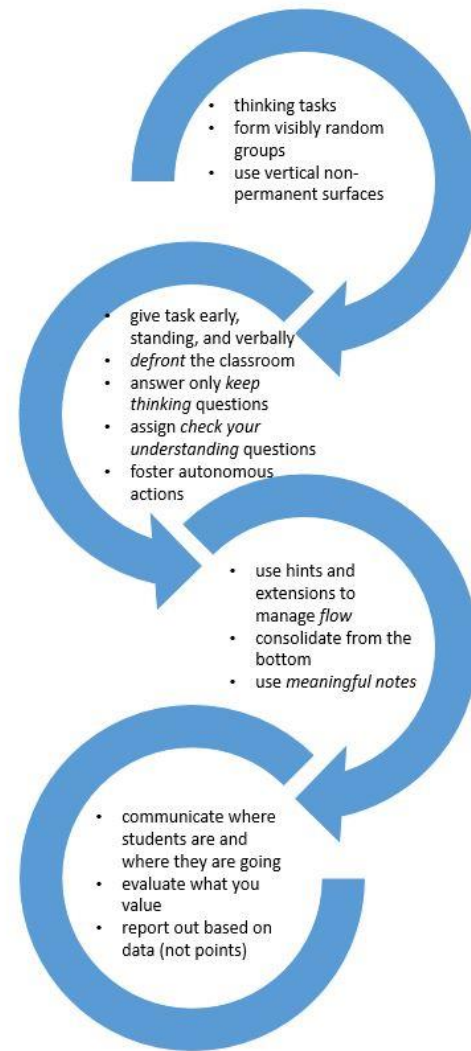 • thinking tasks
• form visibly random
groups
• use vertical non-
permanent surfaces
• give task early,
standing, and verbally
• defront the classroom
• answer only keep
thinking questions
• assign check your
understanding questions
• foster autonomous
actions
• use hints and
extensions to
manage flow
• consolidate from the
bottom
• use meaningful notes
• communicate where
students are and
where they are going
• evaluate what you
value
• report out based on
data (not points)